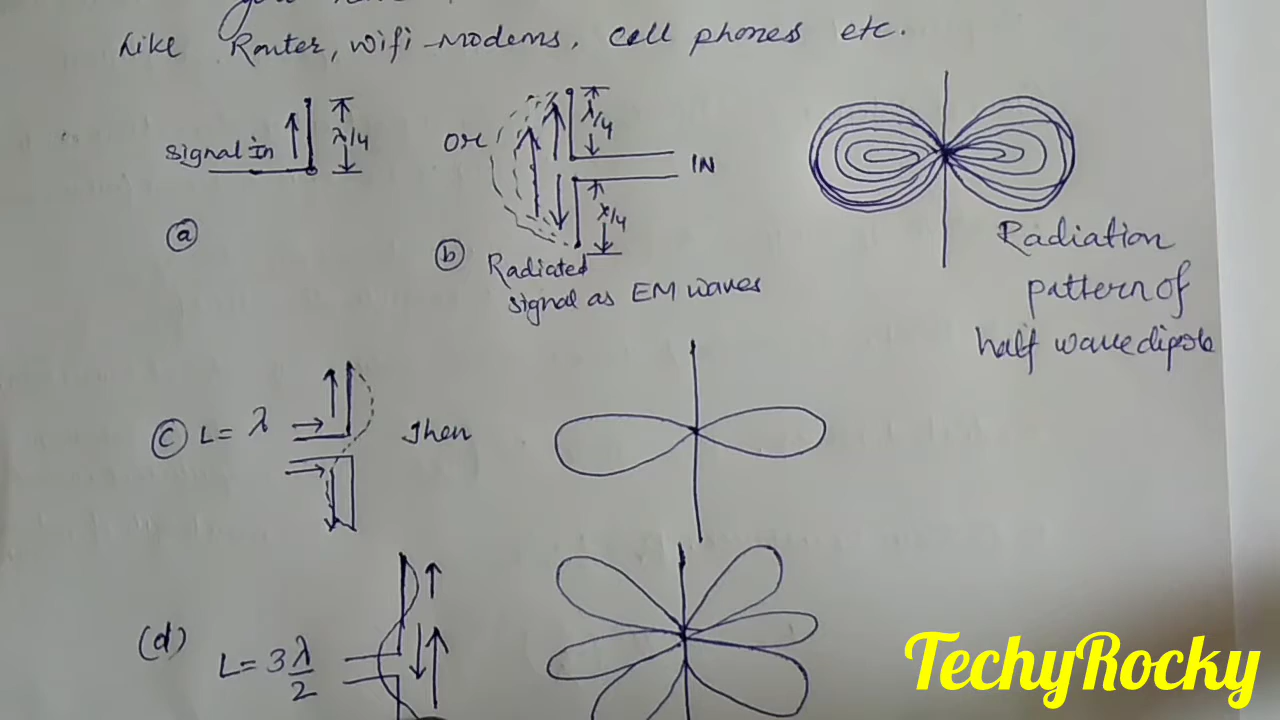 Like Router, Wifi-Modems, Cell phones etc.
Signal In
λ/4
(a)
OR
λ/4
IN
λ/4
(b) Radiated
signal as EM waves
Radiation
pattern of
half wave dipole
(C) L = λ
Then
(d) L = 3λ/2
TechyRocky